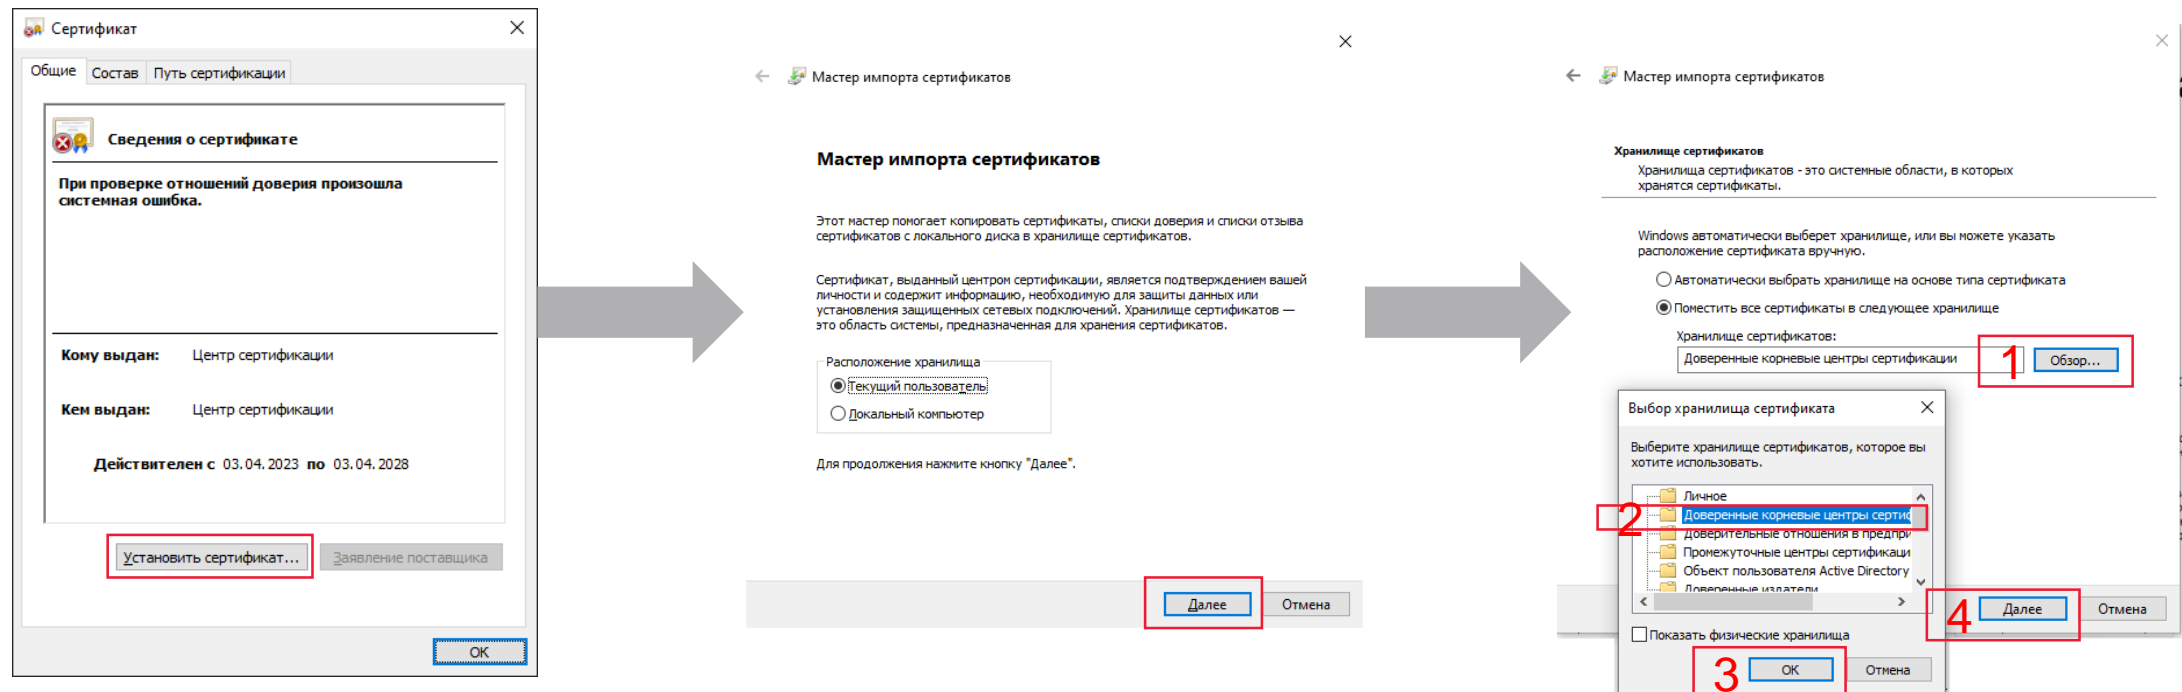 Сертификат
Общие Состав Путь сертификации
Сведения о сертификате
При проверке отношений доверия произошла
системная ошибка.
Кому выдан: Центр сертификации
Кем выдан: Центр сертификации
Действителен с 03.04.2023 по 03.04.2028
Установить сертификат... Заявление поставщика
OK
Мастер импорта сертификатов
Мастер импорта сертификатов
Этот мастер помогает копировать сертификаты, списки доверия и списки отзыва
сертификатов с локального диска в хранилище сертификатов.
Сертификат, выданный центром сертификации, является подтверждением вашей
личности и содержит информацию, необходимую для защиты данных или
установления защищенных сетевых подключений. Хранилище сертификатов —
это область системы, предназначенная для хранения сертификатов.
Расположение хранилища
Текущий пользователь
Локальный компьютер
Для продолжения нажмите кнопку "Далее".
Далее Отмена
Мастер импорта сертификатов
Хранилище сертификатов
Хранилища сертификатов - это системные области, в которых
хранятся сертификаты.
Windows автоматически выберет хранилище, или вы можете указать
расположение сертификата вручную.
Автоматически выбрать хранилище на основе типа сертификата
Поместить все сертификаты в следующее хранилище
Хранилище сертификатов:
Доверенные корневые центры сертификации 1 Обзор...
Выбор хранилища сертификата
Выберите хранилище сертификатов, которое вы
хотите использовать.
Личное
2 Доверенные корневые центры сертиф
Доверительные отношения в предпри
Промежуточные центры сертификаци
Объект пользователя Active Directory
Доверенные издатели
Показать физические хранилища
3 OK Отмена
4 Далее Отмена